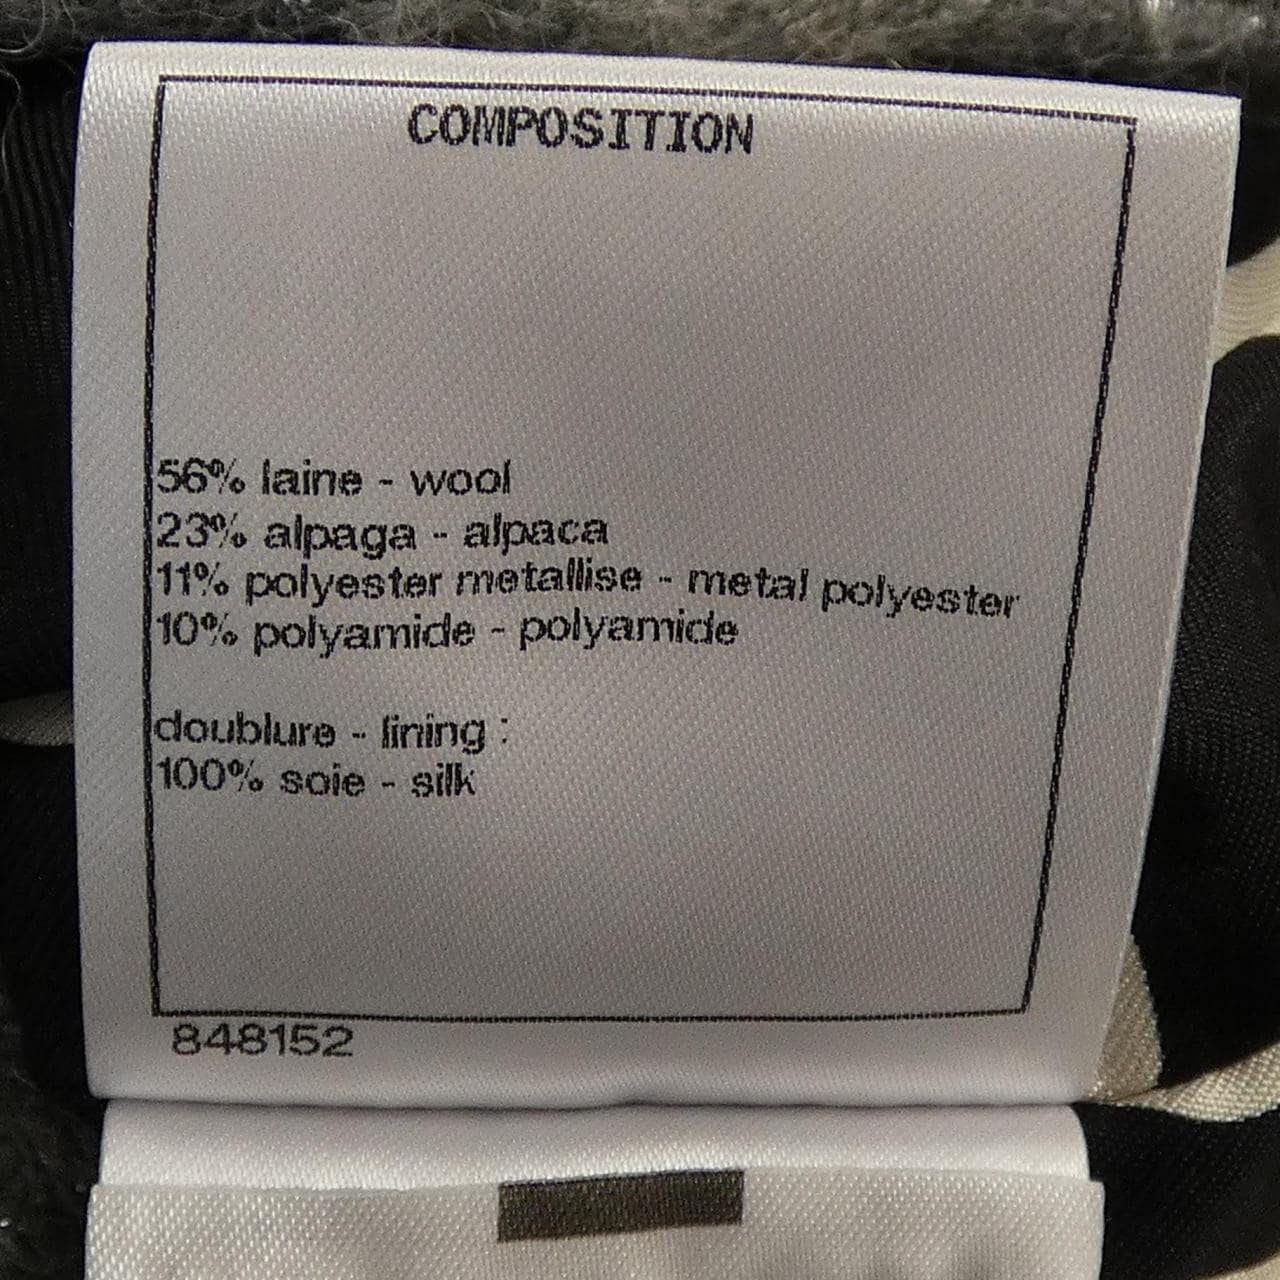 COMPOSITION
56% laine - wool
23% alpaga - alpaca
11% polyester metallise - metal polyester
10% polyamide - polyamide
doublure - lining :
100% soie - silk
848152